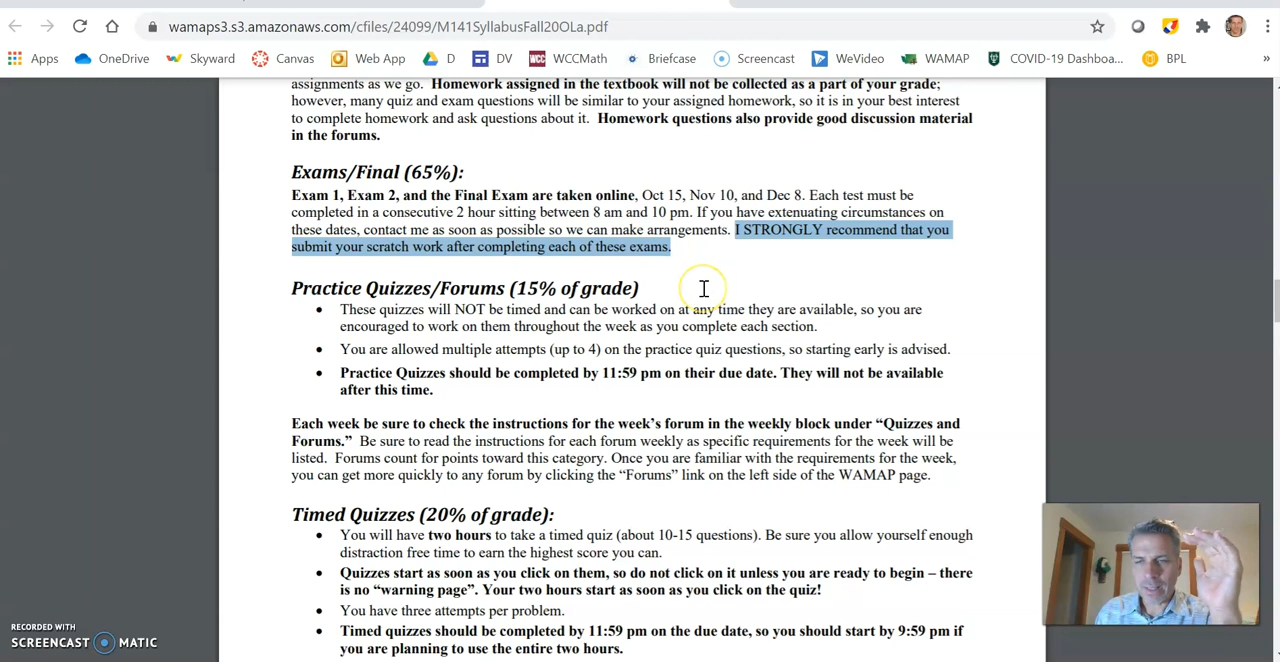 wamaps3.s3.amazonaws.com/cfiles/24099/M141SyllabusFall20OLa.pdf
Apps OneDrive Skyward Canvas Web App D DV WCCMath Briefcase Screencast WeVideo WAMAP COVID-19 Dashboa... BPL »
assignments as we go. Homework assigned in the textbook will not be collected as a part of your grade;
however, many quiz and exam questions will be similar to your assigned homework, so it is in your best interest
to complete homework and ask questions about it. Homework questions also provide good discussion material
in the forums.
Exams/Final (65%):
Exam 1, Exam 2, and the Final Exam are taken online, Oct 15, Nov 10, and Dec 8. Each test must be
completed in a consecutive 2 hour sitting between 8 am and 10 pm. If you have extenuating circumstances on
these dates, contact me as soon as possible so we can make arrangements. I STRONGLY recommend that you
submit your scratch work after completing each of these exams.
Practice Quizzes/Forums (15% of grade)
• These quizzes will NOT be timed and can be worked on at any time they are available, so you are
encouraged to work on them throughout the week as you complete each section.
• You are allowed multiple attempts (up to 4) on the practice quiz questions, so starting early is advised.
• Practice Quizzes should be completed by 11:59 pm on their due date. They will not be available
after this time.
Each week be sure to check the instructions for the week's forum in the weekly block under “Quizzes and
Forums.” Be sure to read the instructions for each forum weekly as specific requirements for the week will be
listed. Forums count for points toward this category. Once you are familiar with the requirements for the week,
you can get more quickly to any forum by clicking the “Forums” link on the left side of the WAMAP page.
Timed Quizzes (20% of grade):
• You will have two hours to take a timed quiz (about 10-15 questions). Be sure you allow yourself enough
distraction free time to earn the highest score you can.
• Quizzes start as soon as you click on them, so do not click on it unless you are ready to begin – there
is no “warning page”. Your two hours start as soon as you click on the quiz!
• You have three attempts per problem.
• Timed quizzes should be completed by 11:59 pm on the due date, so you should start by 9:59 pm if
you are planning to use the entire two hours.
RECORDED WITH
SCREENCAST MATIC